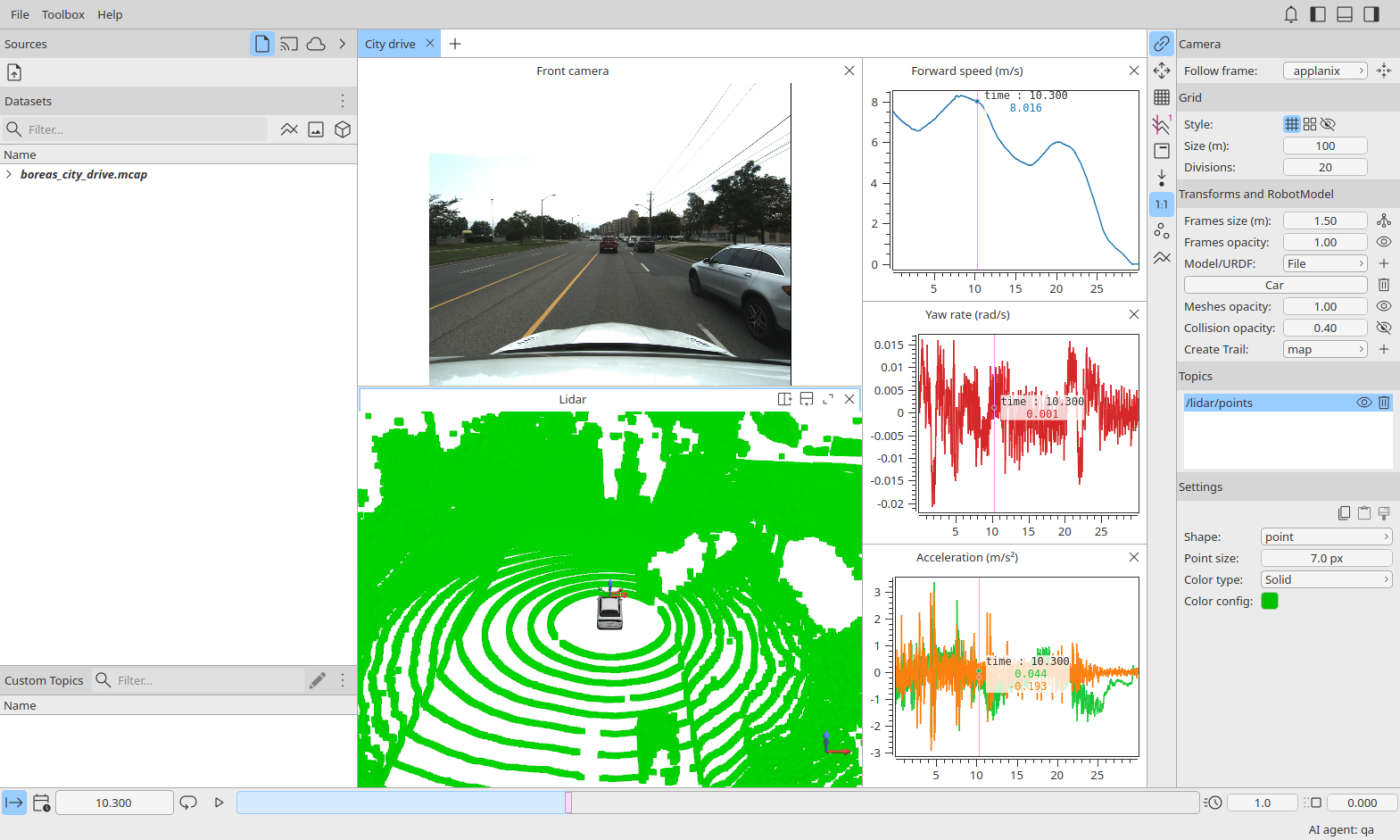 File Toolbox Help
Sources
Datasets
Filter...
Name
boreas_city_drive.mcap
Custom Topics Filter...
Name
City drive
Front camera
Lidar
Forward speed (m/s)
time : 10.300
8.016
8
6
4
2
0
5 10 15 20 25
Yaw rate (rad/s)
0.015
0.01
0.005
0
-0.005
-0.01
-0.015
-0.02
time : 10.300
0.001
5 10 15 20 25
Acceleration (m/s²)
3
2
1
0
-1
-2
-3
time : 10.300
0.044
-0.193
5 10 15 20 25
1
1:1
Camera
Follow frame: applanix
Grid
Style:
Size (m): 100
Divisions: 20
Transforms and RobotModel
Frames size (m): 1.50
Frames opacity: 1.00
Model/URDF: File
Car
Meshes opacity: 1.00
Collision opacity: 0.40
Create Trail: map
Topics
/lidar/points
Settings
Shape: point
Point size: 7.0 px
Color type: Solid
Color config:
10.300
1.0
0.000
AI agent: qa